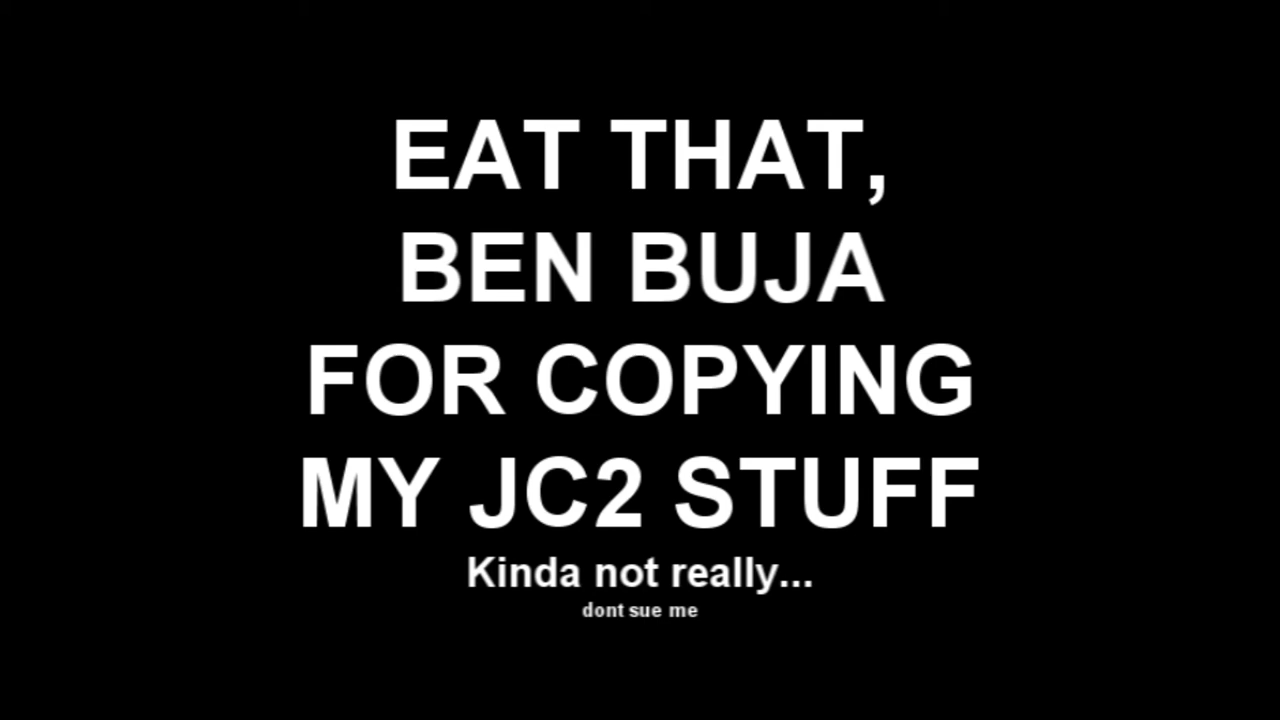 EAT THAT,
BEN BUJA
FOR COPYING
MY JC2 STUFF
Kinda not really...
dont sue me